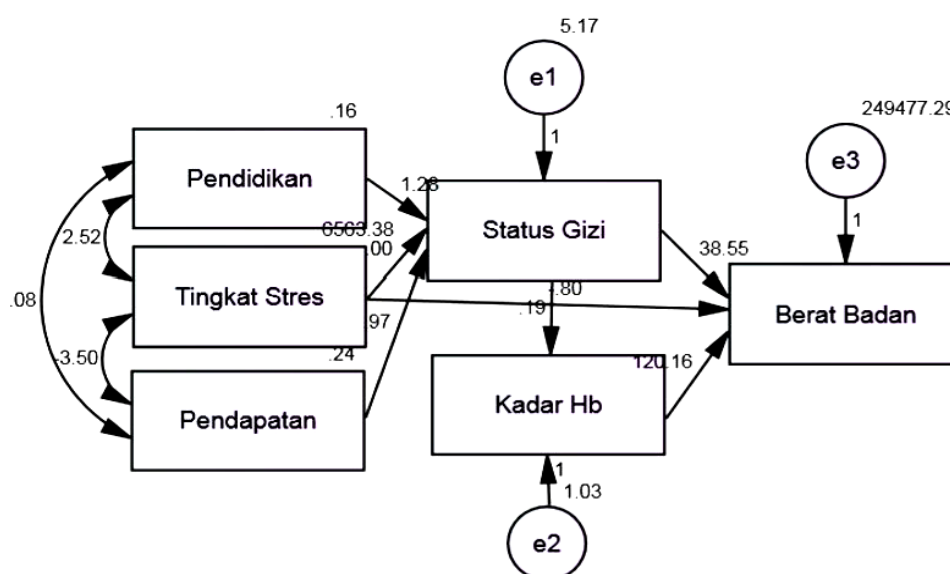 5.17
e1
249477.29
.16
1
e3
Pendidikan
1.28
1
6563.38
Status Gizi
2.52
.00
38.55
Tingkat Stres
.08
.80
.19
Berat Badan
.97
-3.50
.24
120.16
Pendapatan
Kadar Hb
1
1.03
e2